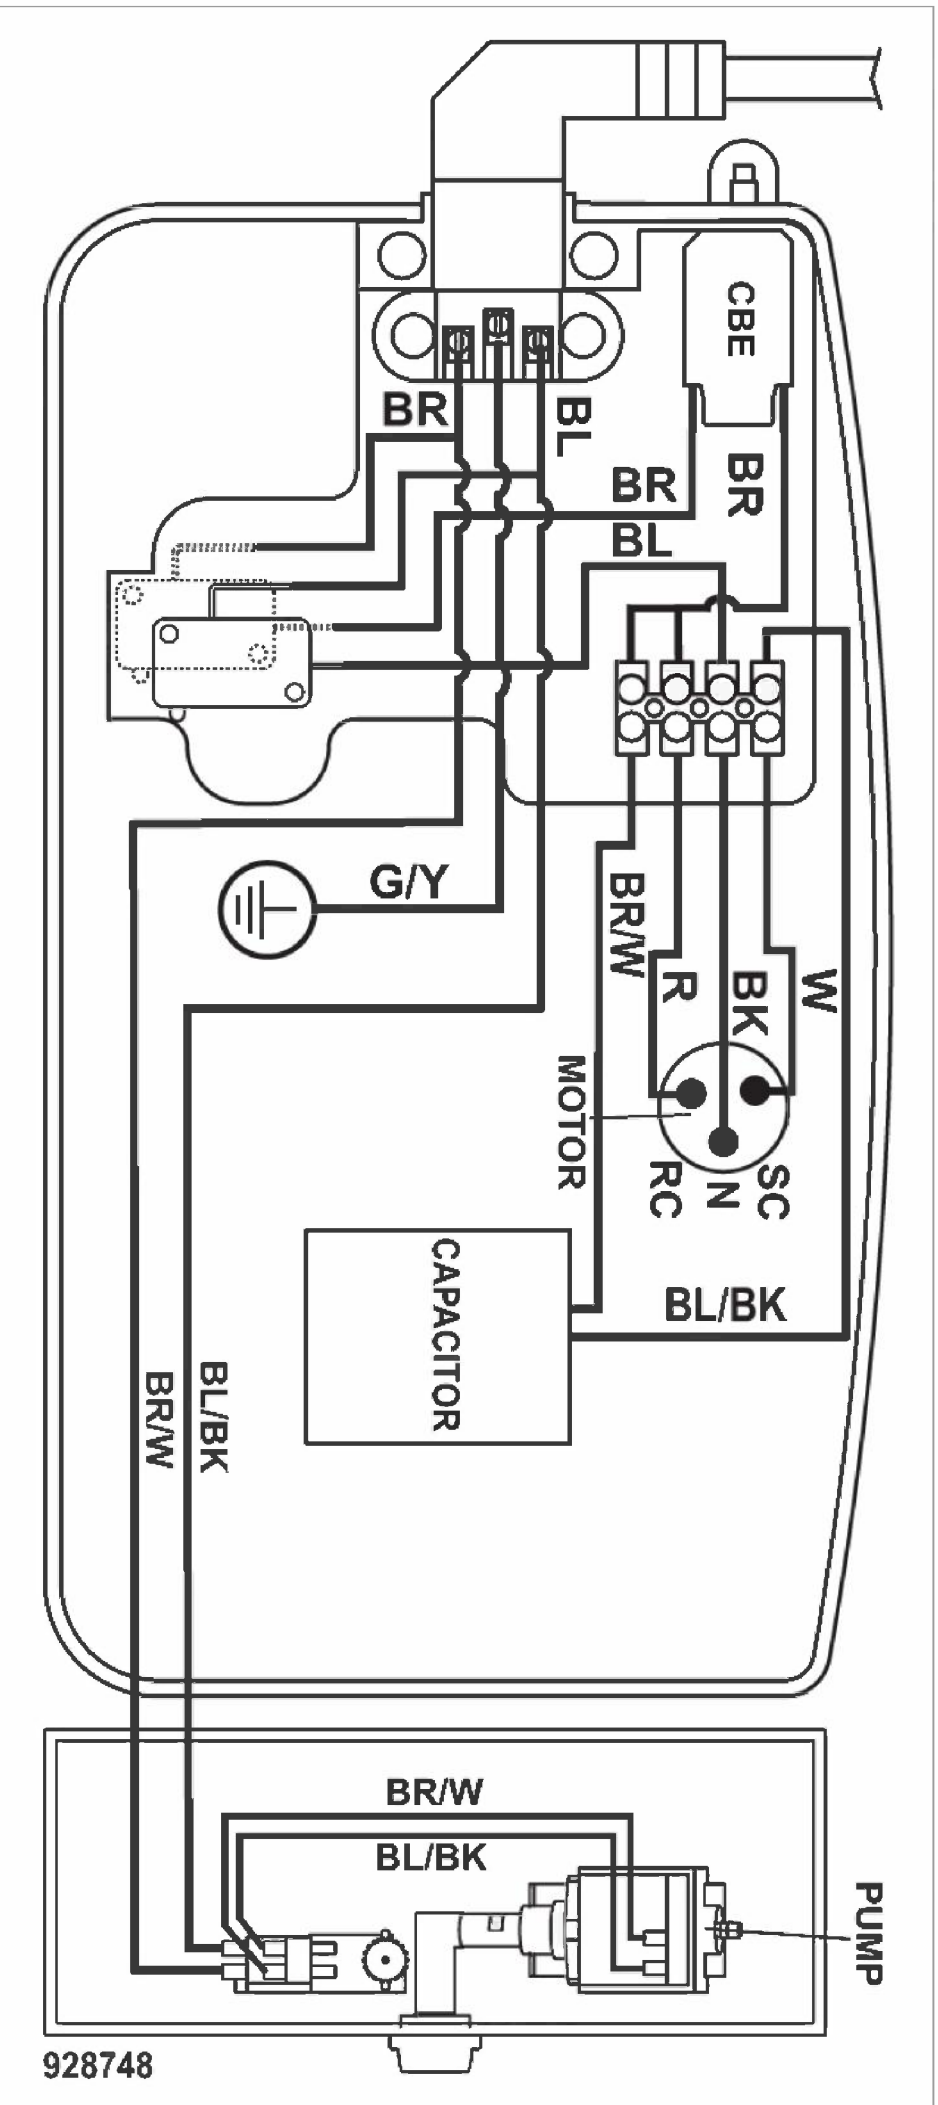 CBE
BR
BL
BR
BR
BL
G/Y
BR/W
R
BK
W
MOTOR
RC
N
SC
CAPACITOR
BL/BK
BR/W
BL/BK
BR/W
BL/BK
PUMP
928748